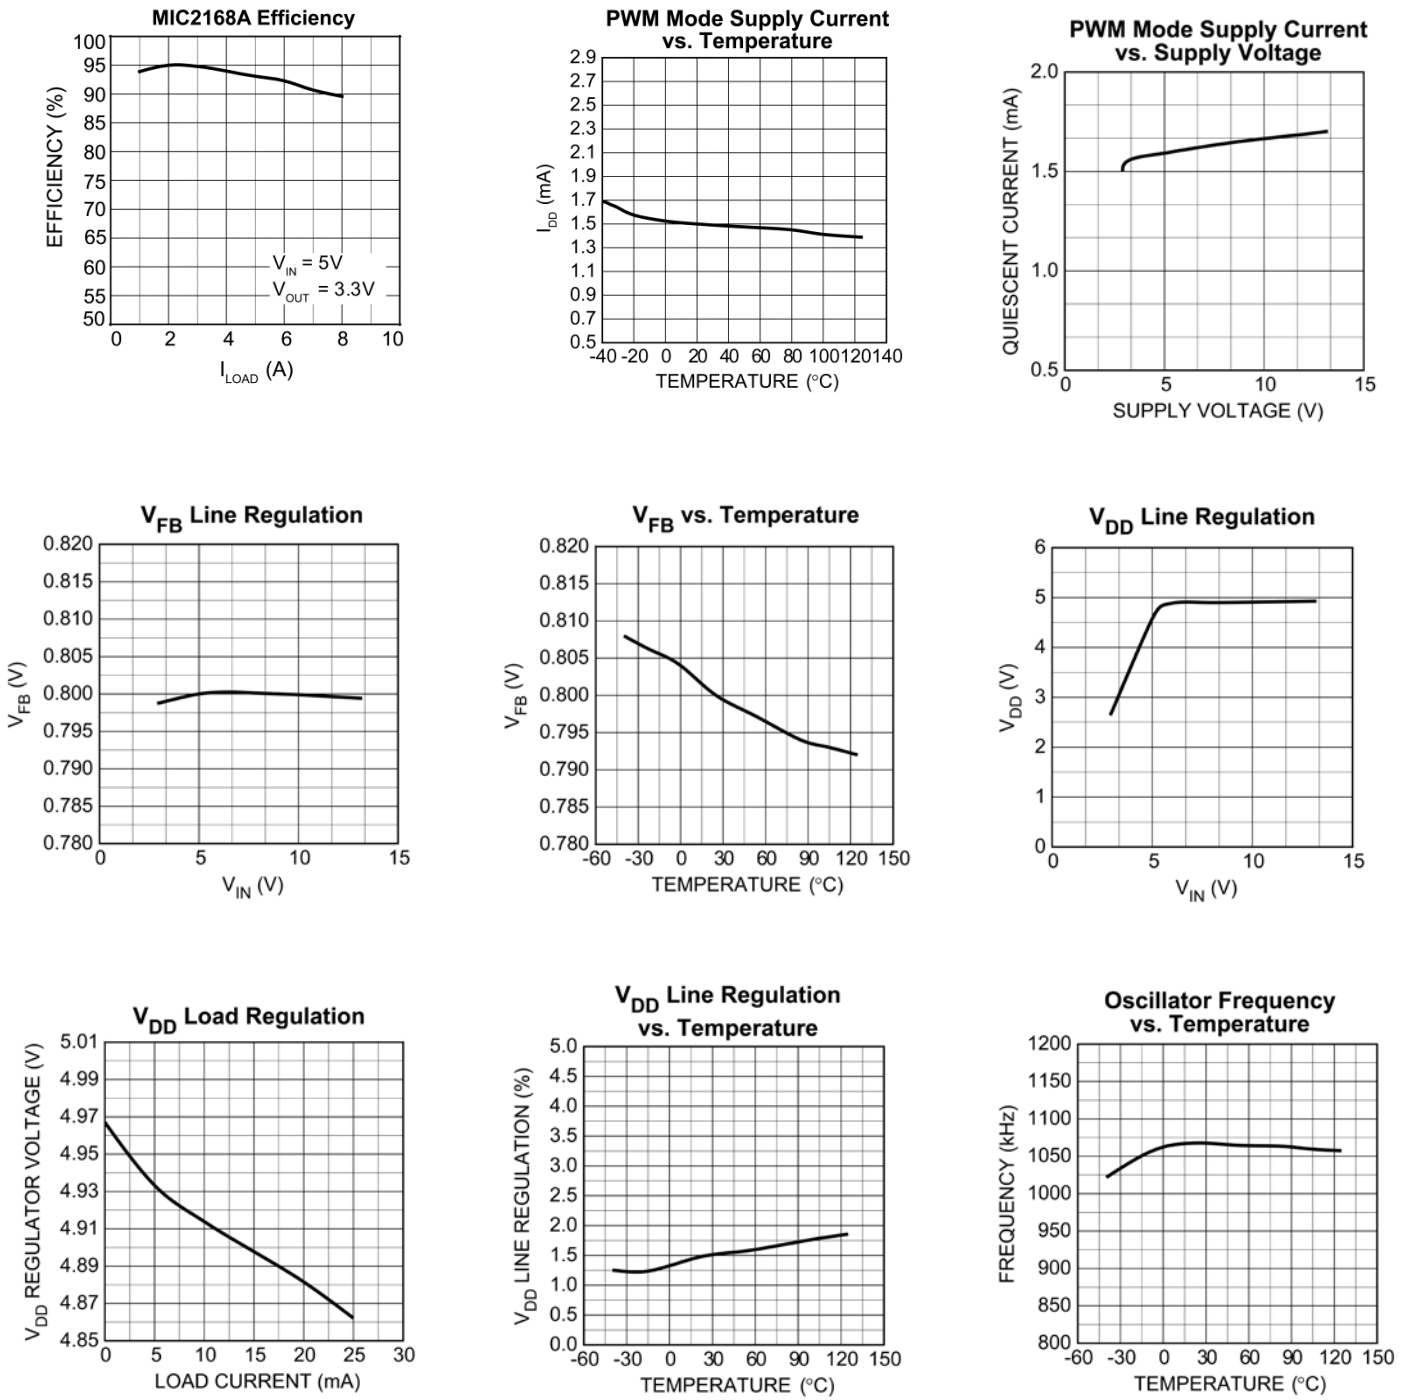 MIC2168A Efficiency
100
95
90
85
80
75
70
65
60
55
50
EFFICIENCY (%)
VIN = 5V
VOUT = 3.3V
0 2 4 6 8 10
ILOAD (A)
PWM Mode Supply Current
vs. Temperature
2.9
2.7
2.5
2.3
2.1
1.9
1.7
1.5
1.3
1.1
0.9
0.7
0.5
IDD (mA)
-40 -20 0 20 40 60 80 100 120 140
TEMPERATURE (°C)
PWM Mode Supply Current
vs. Supply Voltage
2.0
1.5
1.0
0.5
QUIESCENT CURRENT (mA)
0 5 10 15
SUPPLY VOLTAGE (V)
VFB Line Regulation
0.820
0.815
0.810
0.805
0.800
0.795
0.790
0.785
0.780
VFB (V)
0 5 10 15
VIN (V)
VFB vs. Temperature
0.820
0.815
0.810
0.805
0.800
0.795
0.790
0.785
0.780
VFB (V)
-60 -30 0 30 60 90 120 150
TEMPERATURE (°C)
VDD Line Regulation
6
5
4
3
2
1
0
VDD (V)
0 5 10 15
VIN (V)
VDD Load Regulation
5.01
4.99
4.97
4.95
4.93
4.91
4.89
4.87
4.85
VDD REGULATOR VOLTAGE (V)
0 5 10 15 20 25 30
LOAD CURRENT (mA)
VDD Line Regulation
vs. Temperature
5.0
4.5
4.0
3.5
3.0
2.5
2.0
1.5
1.0
0.5
0.0
VDD LINE REGULATION (%)
-60 -30 0 30 60 90 120 150
TEMPERATURE (°C)
Oscillator Frequency
vs. Temperature
1200
1150
1100
1050
1000
950
900
850
800
FREQUENCY (kHz)
-60 -30 0 30 60 90 120 150
TEMPERATURE (°C)